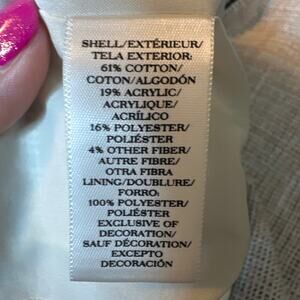 SHELL/EXTÉRIEUR/
TELA EXTERIOR:
61% COTTON/
COTON/ALGODÓN
19% ACRYLIC/
ACRYLIQUE/
ACRÍLICO
16% POLYESTER/
POLIÉSTER
4% OTHER FIBER/
AUTRE FIBRE/
OTRA FIBRA
LINING/DOUBLURE/
FORRO:
100% POLYESTER/
POLIÉSTER
EXCLUSIVE OF
DECORATION/
SAUF DÉCORATION/
EXCEPTO
DECORACIÓN